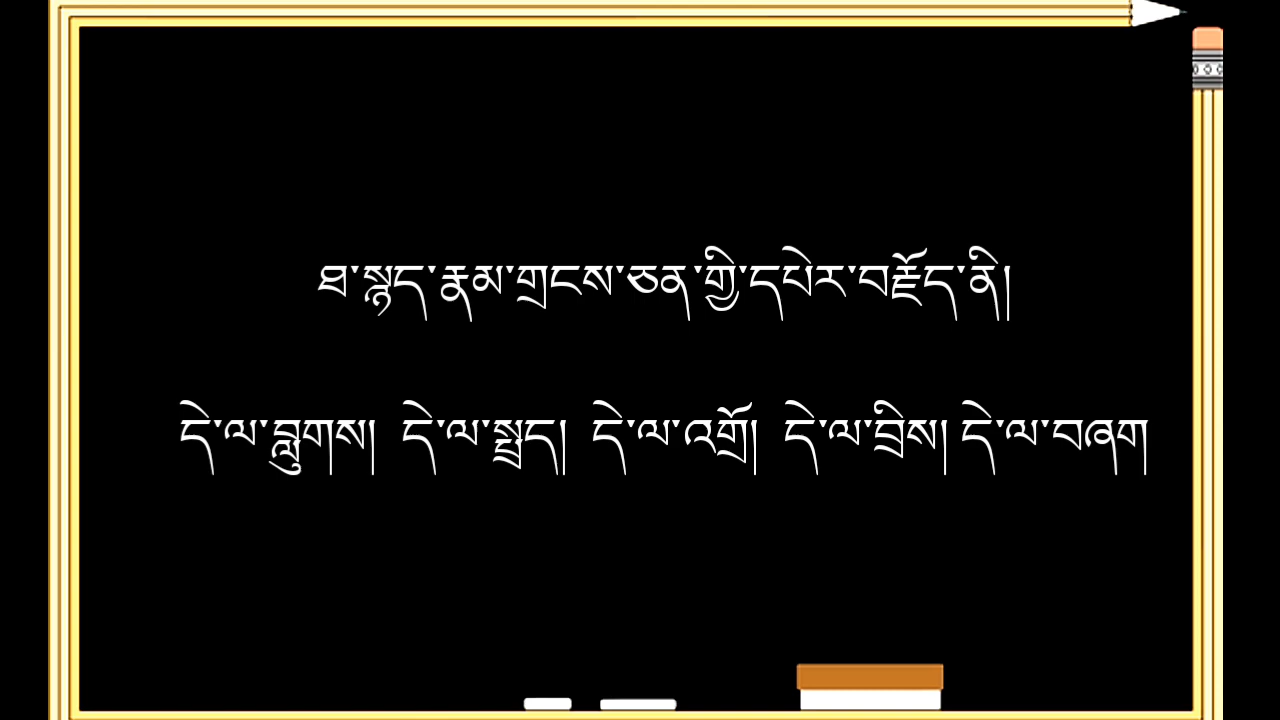 ཐ་སྙད་རྣམ་གྲངས་ཅན་གྱི་དཔེར་བརྗོད་ནི།
དེ་ལ་བླུགས། དེ་ལ་སྤྲད། དེ་ལ་འགྲོ། དེ་ལ་བྲིས། དེ་ལ་བཞག